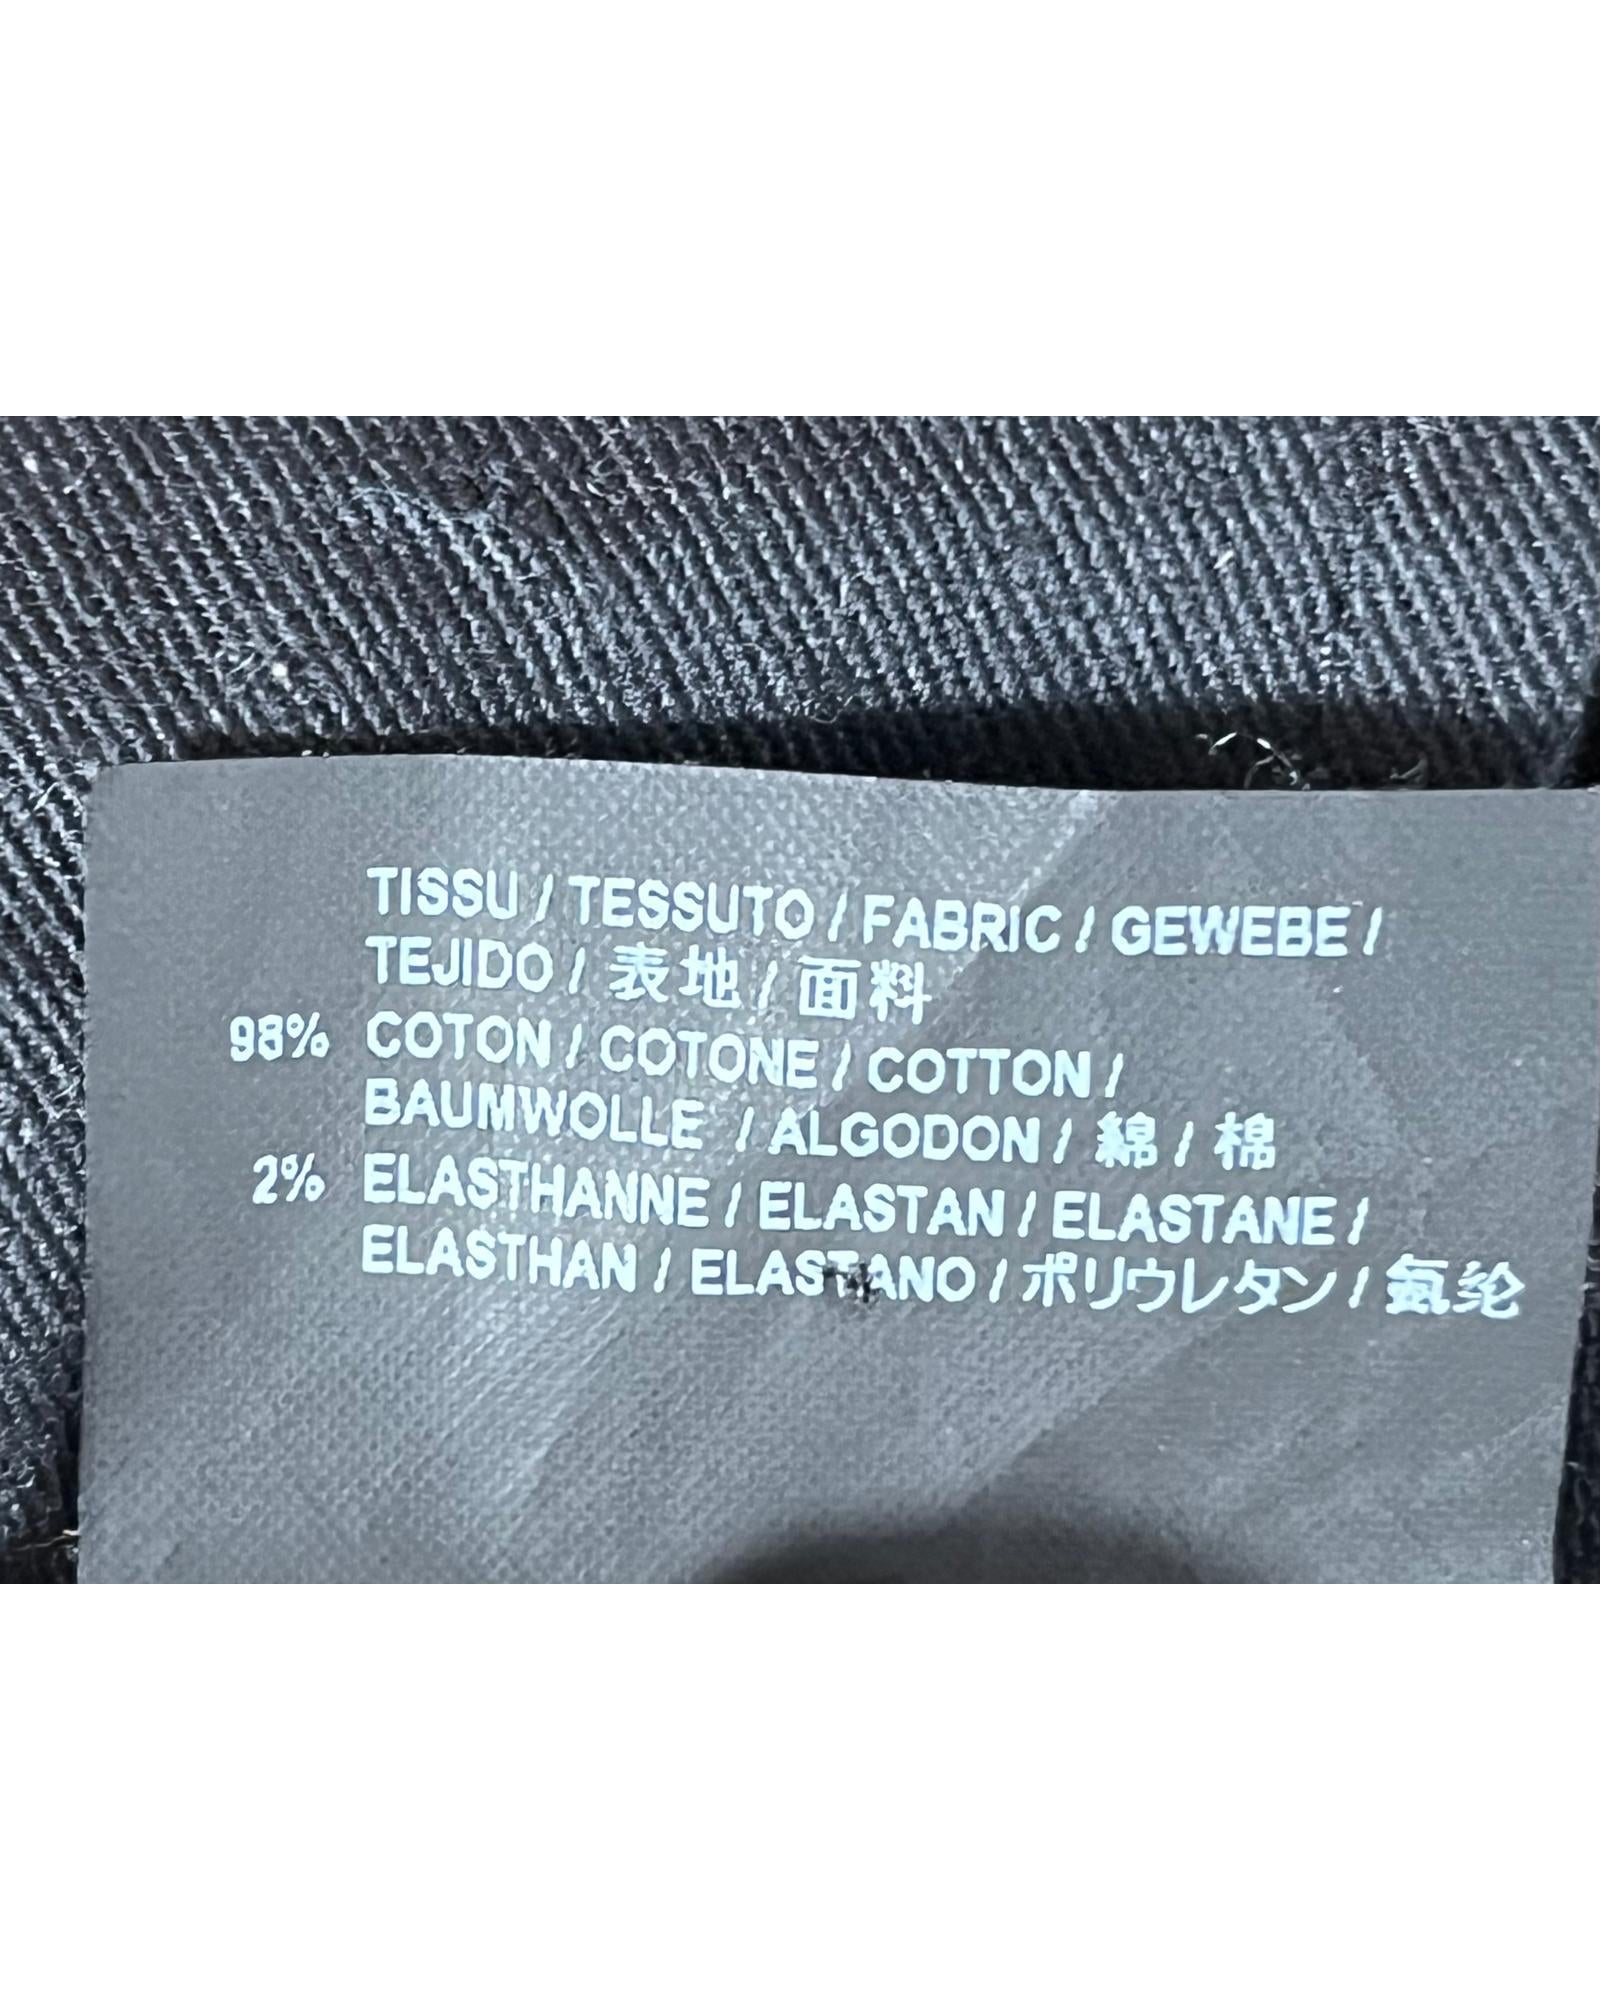 TISSU / TESSUTO / FABRIC / GEWEBE /
TEJIDO / 表地 / 面料
98% COTON / COTONE / COTTON /
BAUMWOLLE / ALGODON / 綿 / 棉
2% ELASTHANNE / ELASTAN / ELASTANE /
ELASTHAN / ELASTANO / ポリウレタン / 氨纶